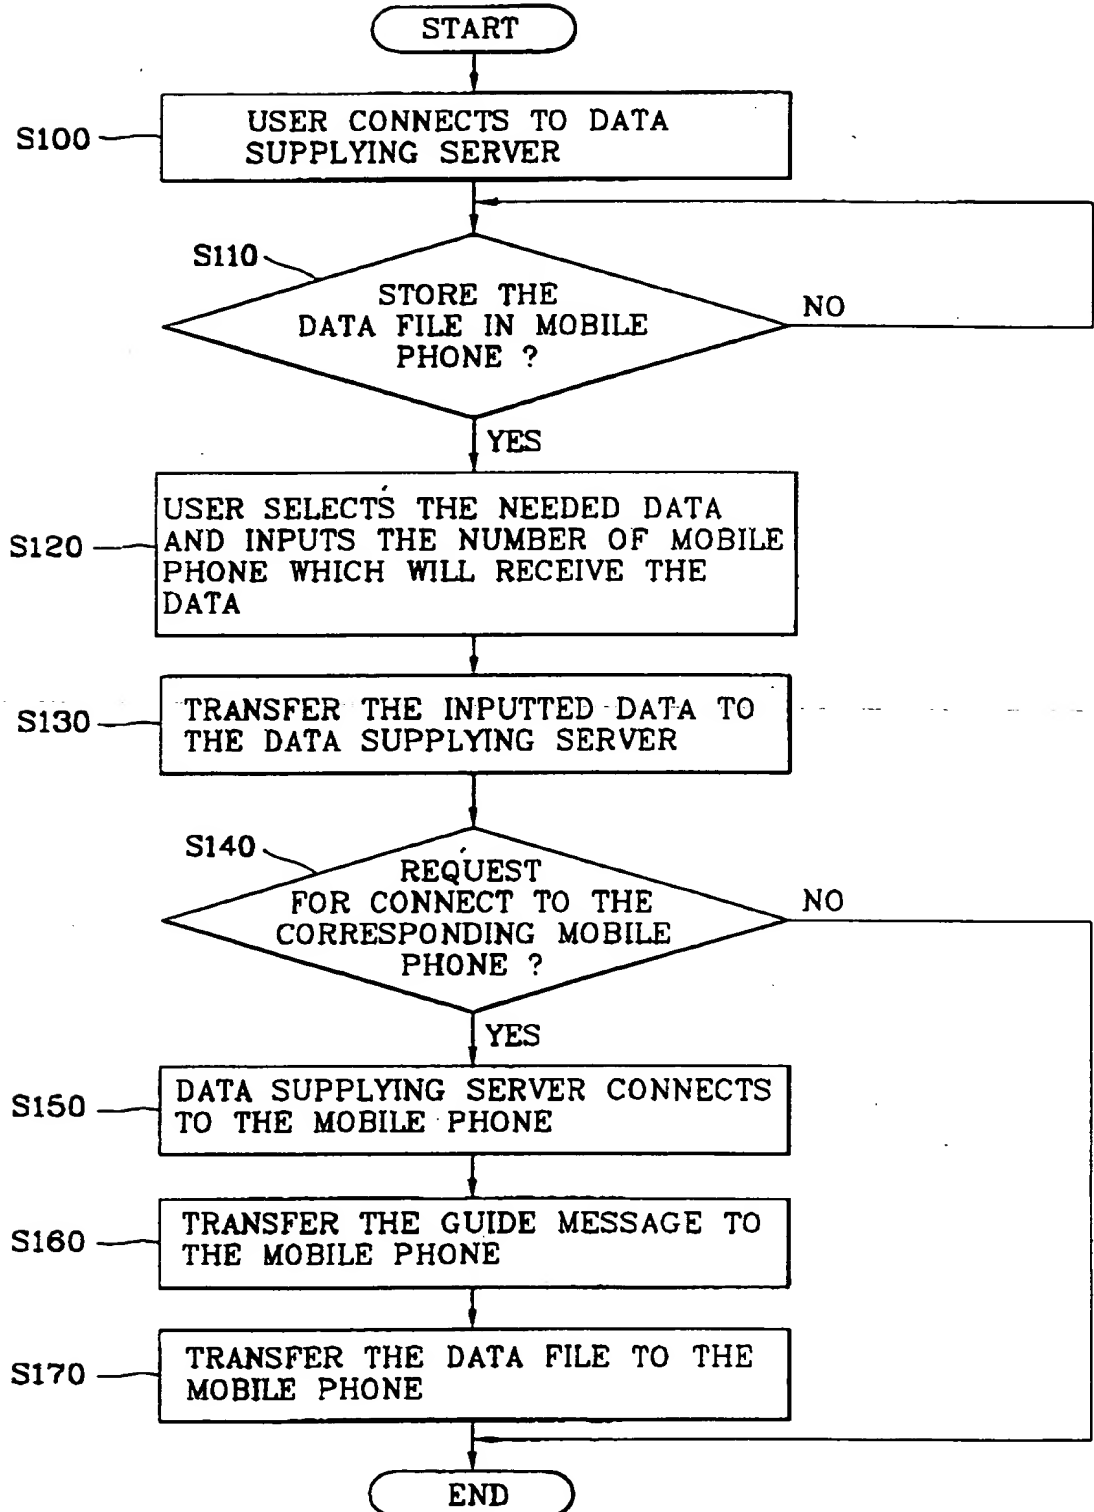 START
S100
USER CONNECTS TO DATA
SUPPLYING SERVER
S110
STORE THE
DATA FILE IN MOBILE
PHONE ?
NO
YES
S120
USER SELECTS THE NEEDED DATA
AND INPUTS THE NUMBER OF MOBILE
PHONE WHICH WILL RECEIVE THE
DATA
S130
TRANSFER THE INPUTTED DATA TO
THE DATA SUPPLYING SERVER
S140
REQUEST
FOR CONNECT TO THE
CORRESPONDING MOBILE
PHONE ?
NO
YES
S150
DATA SUPPLYING SERVER CONNECTS
TO THE MOBILE PHONE
S160
TRANSFER THE GUIDE MESSAGE TO
THE MOBILE PHONE
S170
TRANSFER THE DATA FILE TO THE
MOBILE PHONE
END